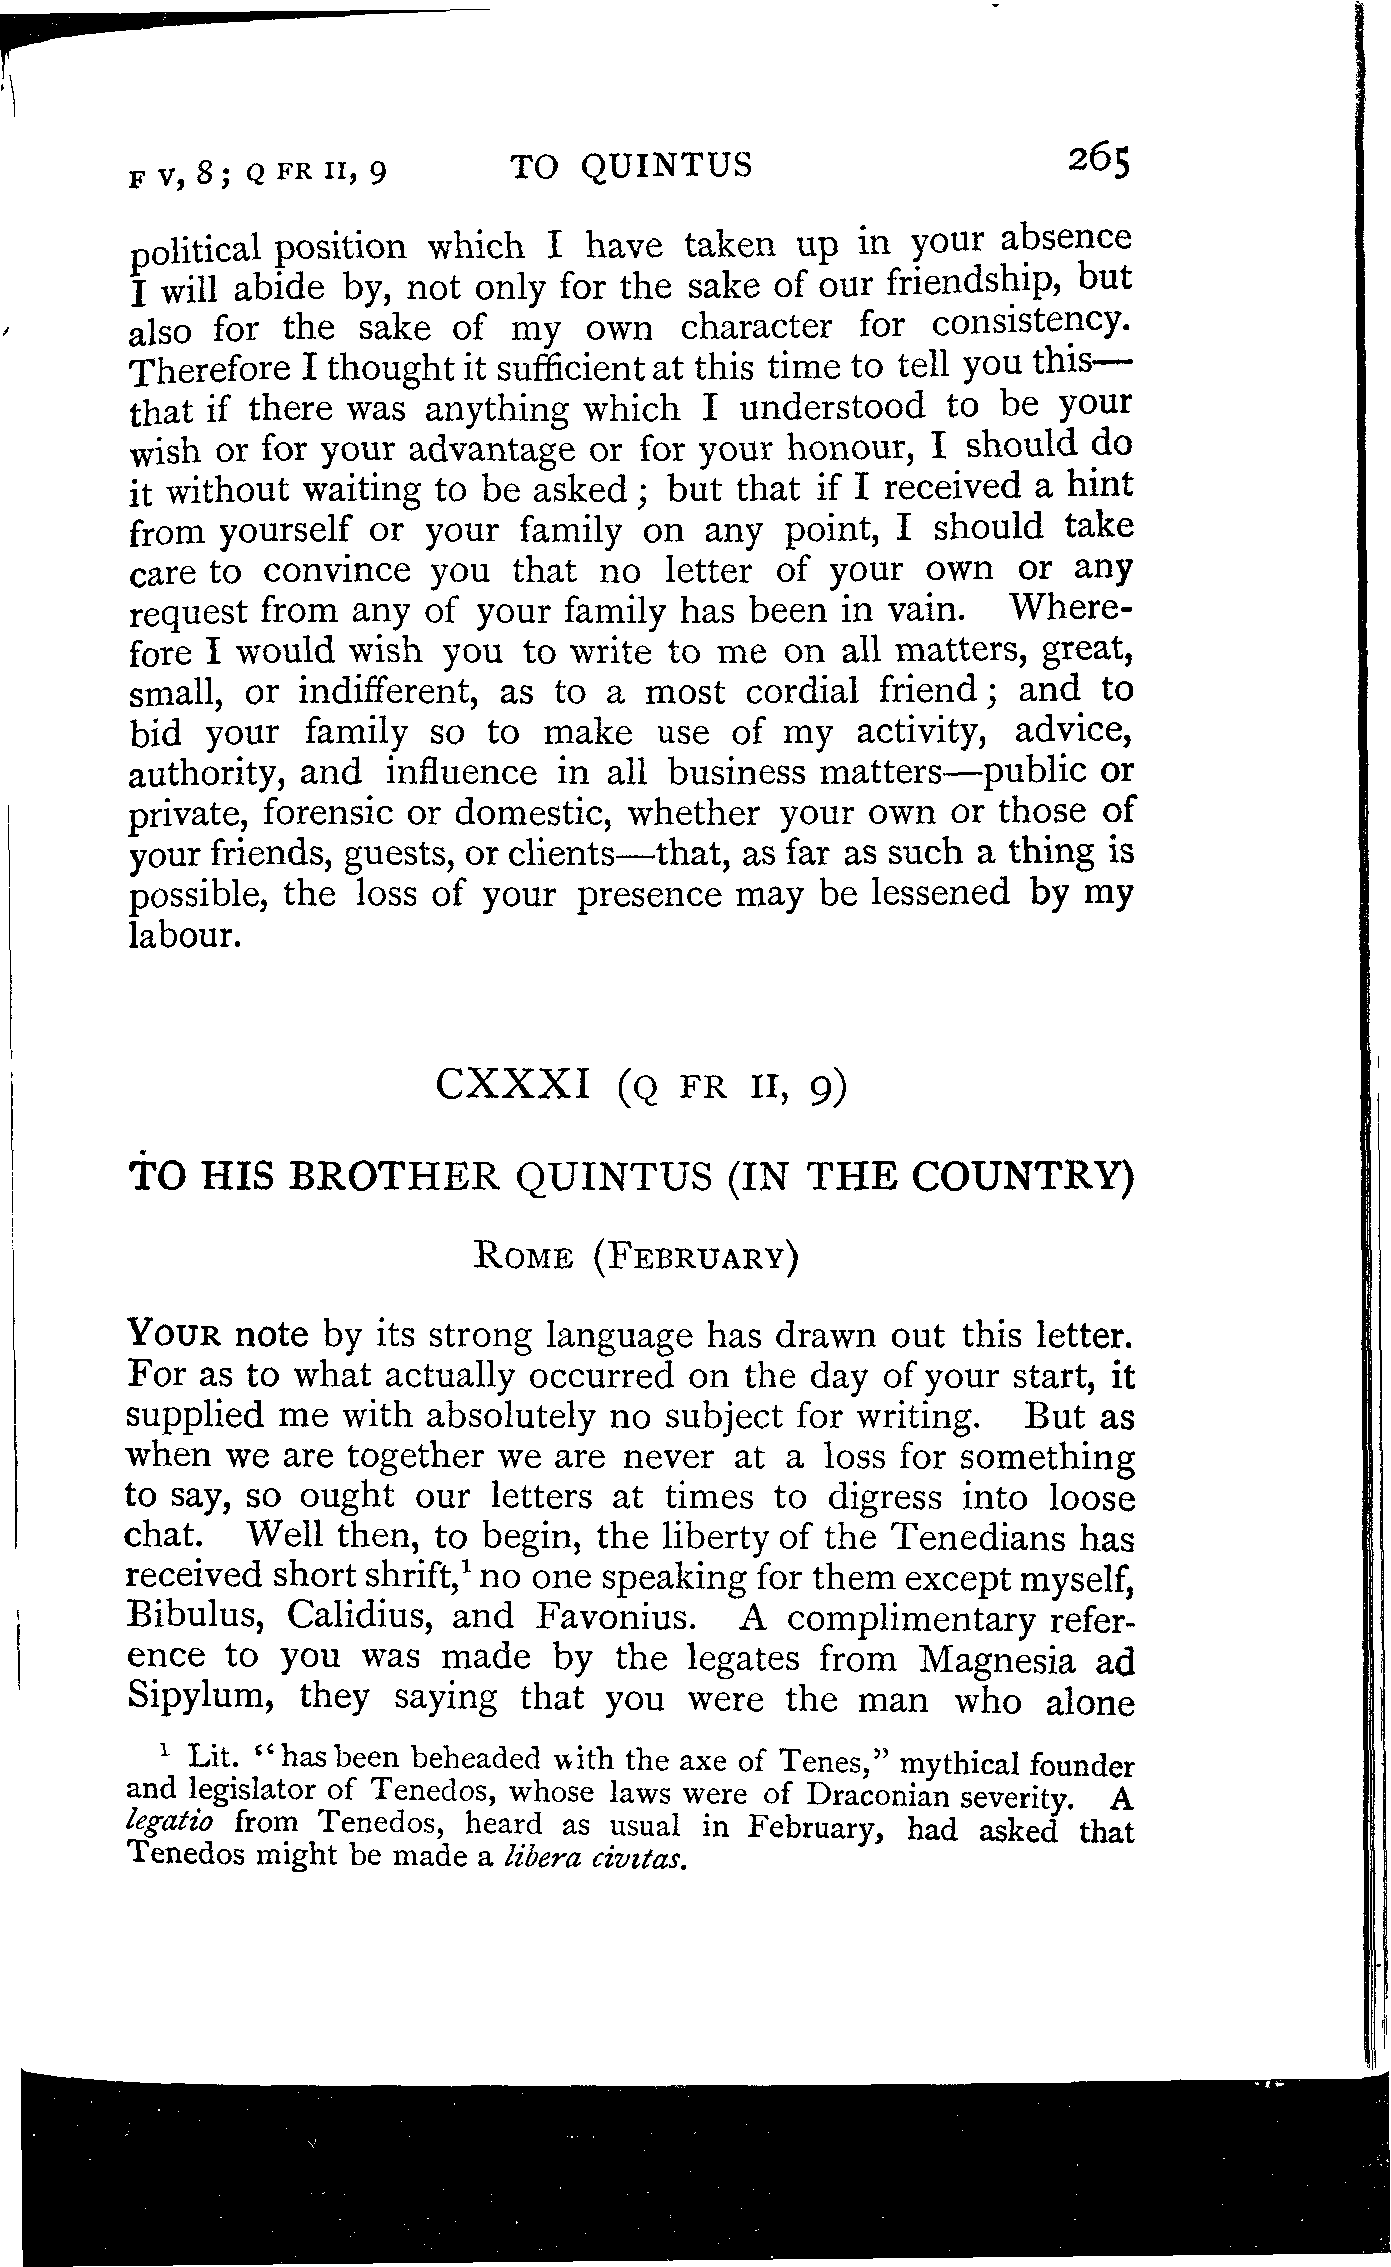 F V, 8; Q FR II, 9 TO QUINTUS 265
political position which I have taken up in your absence
I will abide by, not only for the sake of our friendship, but
also for the sake of my own character for consistency.
Therefore I thought it sufficient at this time to tell you this—
that if there was anything which I understood to be your
wish or for your advantage or for your honour, I should do
it without waiting to be asked; but that if I received a hint
from yourself or your family on any point, I should take
care to convince you that no letter of your own or any
request from any of your family has been in vain. Where-
fore I would wish you to write to me on all matters, great,
small, or indifferent, as to a most cordial friend; and to
bid your family so to make use of my activity, advice,
authority, and influence in all business matters—public or
private, forensic or domestic, whether your own or those of
your friends, guests, or clients—that, as far as such a thing is
possible, the loss of your presence may be lessened by my
labour.
CXXXI (Q FR II, 9)
TO HIS BROTHER QUINTUS (IN THE COUNTRY)
ROME (FEBRUARY)
YOUR note by its strong language has drawn out this letter.
For as to what actually occurred on the day of your start, it
supplied me with absolutely no subject for writing. But as
when we are together we are never at a loss for something
to say, so ought our letters at times to digress into loose
chat. Well then, to begin, the liberty of the Tenedians has
received short shrift,¹ no one speaking for them except myself,
Bibulus, Calidius, and Favonius. A complimentary refer-
ence to you was made by the legates from Magnesia ad
Sipylum, they saying that you were the man who alone
¹ Lit. "has been beheaded with the axe of Tenes," mythical founder
and legislator of Tenedos, whose laws were of Draconian severity. A
legatio from Tenedos, heard as usual in February, had asked that
Tenedos might be made a libera civitas.